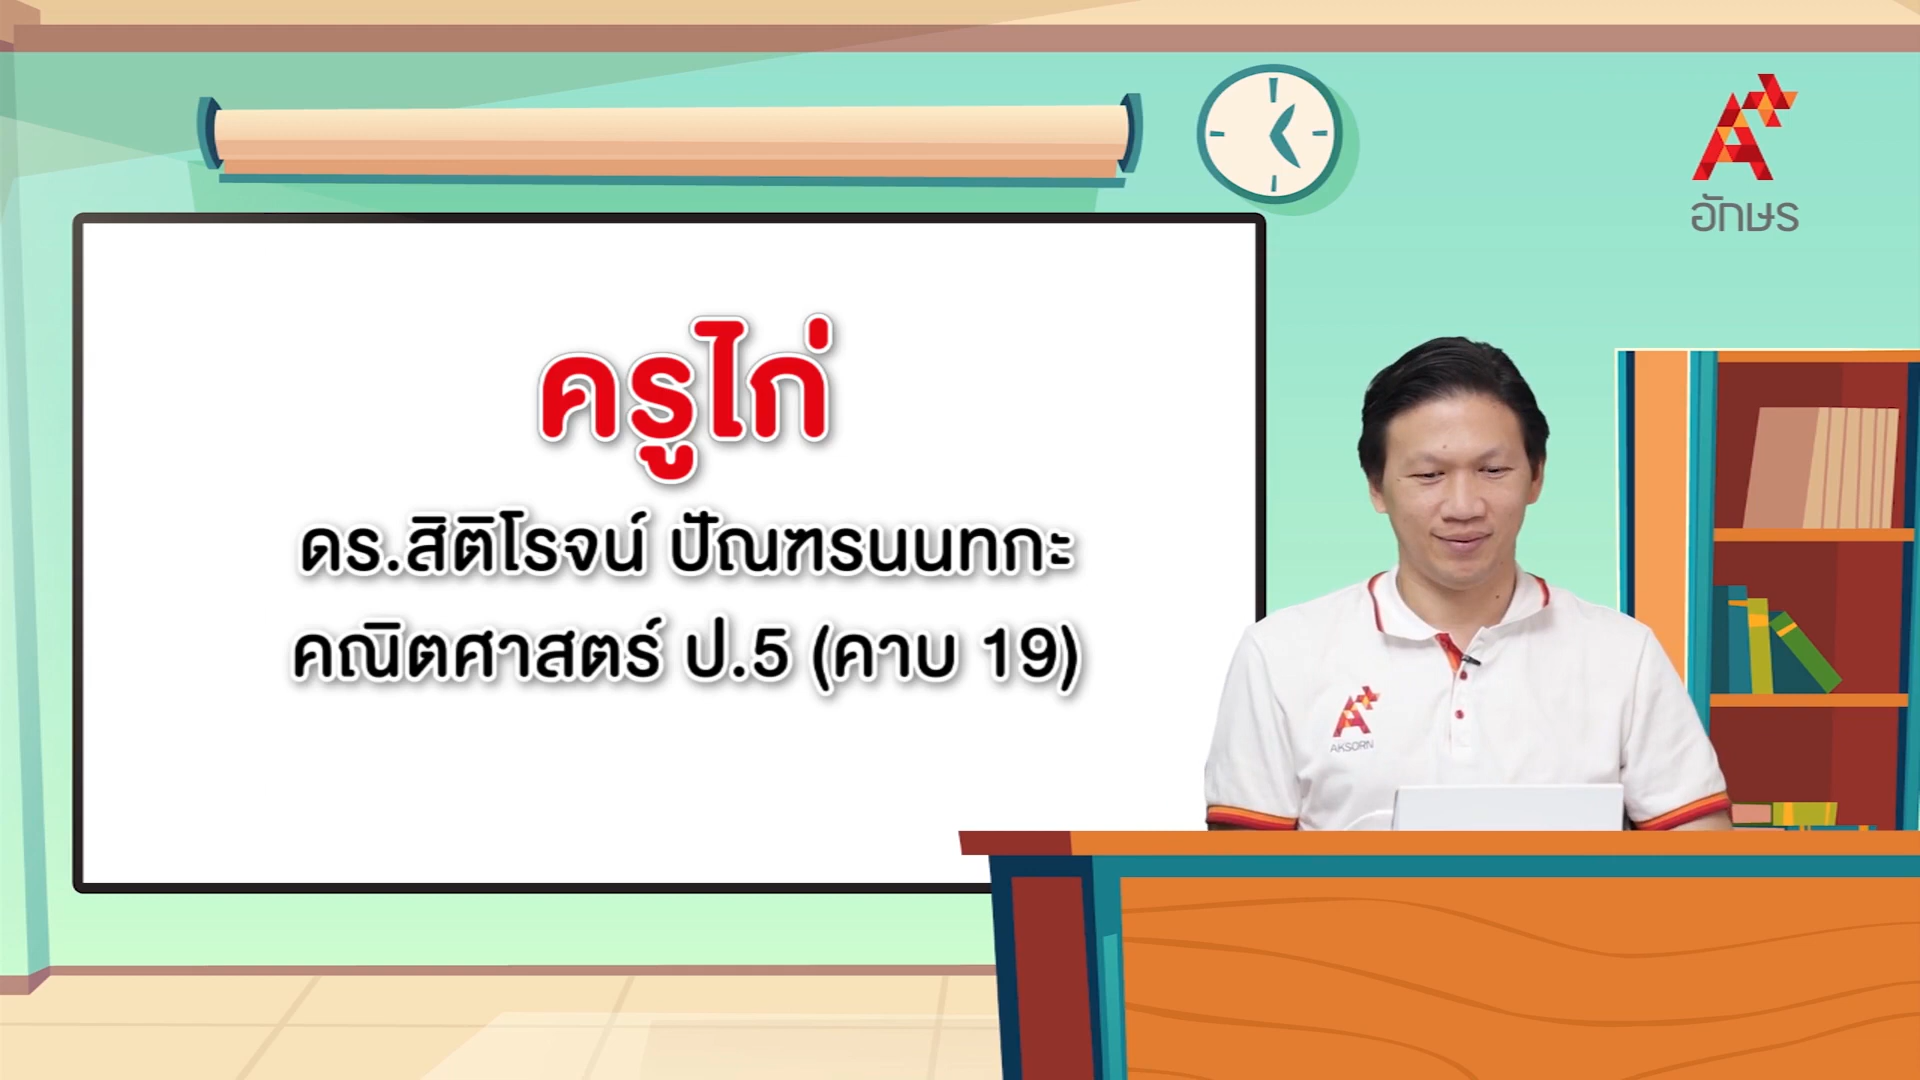 อักษร
ครูไก่
ดร.สิติโรจน์ ปัณฑรนนทกะ
คณิตศาสตร์ ป.5 (คาบ 19)
AKSORN